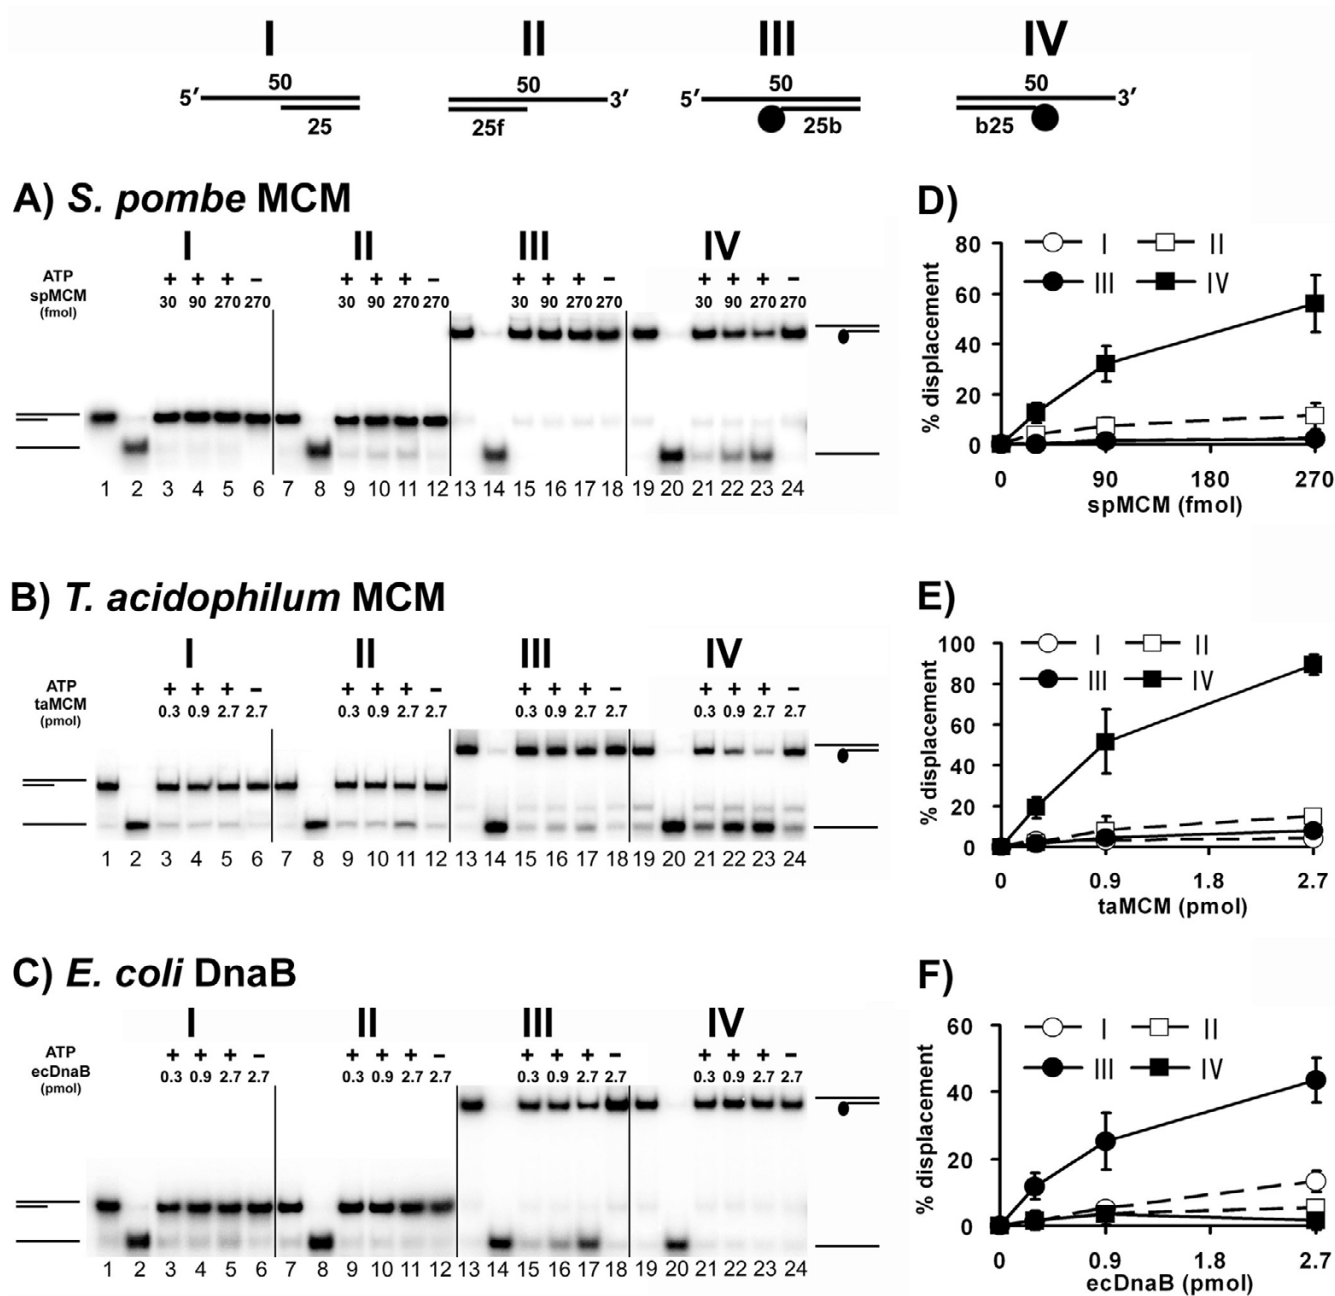 I II III IV
50 50 50 50
5′ 3′ 5′ 3′
25 25f 25b b25
A) S. pombe MCM
I II III IV
ATP + + + – + + + – + + + – + + + –
spMCM 30 90 270 270 30 90 270 270 30 90 270 270 30 90 270 270
(fmol)
1 2 3 4 5 6 7 8 9 10 11 12 13 14 15 16 17 18 19 20 21 22 23 24
D)
I II
III IV
% displacement
80
60
40
20
0
0 90 180 270
spMCM (fmol)
B) T. acidophilum MCM
I II III IV
ATP + + + – + + + – + + + – + + + –
taMCM 0.3 0.9 2.7 2.7 0.3 0.9 2.7 2.7 0.3 0.9 2.7 2.7 0.3 0.9 2.7 2.7
(pmol)
1 2 3 4 5 6 7 8 9 10 11 12 13 14 15 16 17 18 19 20 21 22 23 24
E)
I II
III IV
% displacement
100
80
60
40
20
0
0 0.9 1.8 2.7
taMCM (pmol)
C) E. coli DnaB
I II III IV
ATP + + + – + + + – + + + – + + + –
ecDnaB 0.3 0.9 2.7 2.7 0.3 0.9 2.7 2.7 0.3 0.9 2.7 2.7 0.3 0.9 2.7 2.7
(pmol)
1 2 3 4 5 6 7 8 9 10 11 12 13 14 15 16 17 18 19 20 21 22 23 24
F)
I II
III IV
% displacement
60
40
20
0
0 0.9 1.8 2.7
ecDnaB (pmol)